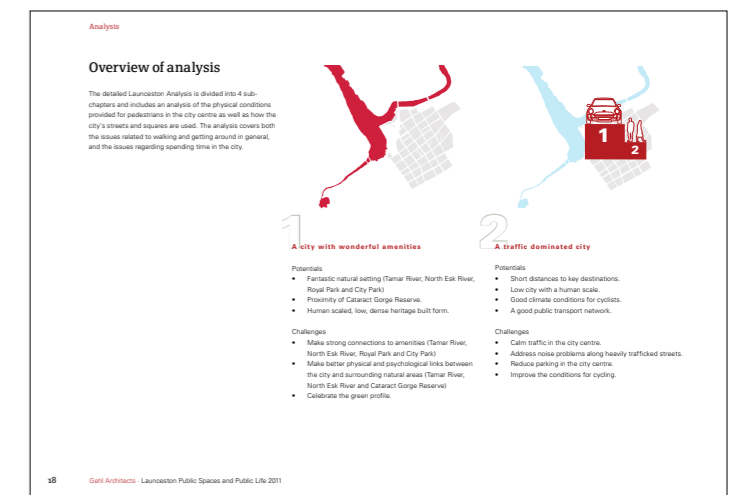 Analysis
Overview of analysis
The detailed Launceston Analysis is divided into 4 sub-
chapters and includes an analysis of the physical conditions
provided for pedestrians in the city centre as well as how the
city's streets and squares are used. The analysis covers both
the issues related to walking and getting around in general,
and the issues regarding spending time in the city.
1
A city with wonderful amenities
Potentials
• Fantastic natural setting (Tamar River, North Esk River,
Royal Park and City Park)
• Proximity of Cataract Gorge Reserve.
• Human scaled, low, dense heritage built form.
Challenges
• Make strong connections to amenities (Tamar River,
North Esk River, Royal Park and City Park)
• Make better physical and psychological links between
the city and surrounding natural areas (Tamar River,
North Esk River and Cataract Gorge Reserve)
• Celebrate the green profile.
1
2
2
A traffic dominated city
Potentials
• Short distances to key destinations.
• Low city with a human scale.
• Good climate conditions for cyclists.
• A good public transport network.
Challenges
• Calm traffic in the city centre.
• Address noise problems along heavily trafficked streets.
• Reduce parking in the city centre.
• Improve the conditions for cycling.
18 Gehl Architects · Launceston Public Spaces and Public Life 2011